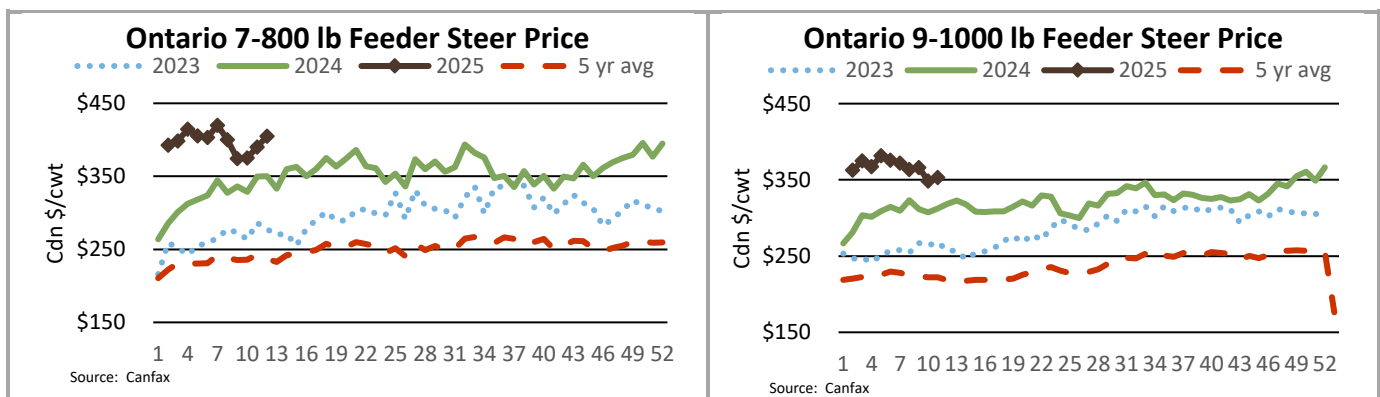 Ontario 7-800 lb Feeder Steer Price
2023 2024 2025 5 yr avg
$450
$350
$250
$150
Cdn $/cwt
1 4 7 10 13 16 19 22 25 28 31 34 37 40 43 46 49 52
Source: Canfax
Ontario 9-1000 lb Feeder Steer Price
2023 2024 2025 5 yr avg
$450
$350
$250
$150
Cdn $/cwt
1 4 7 10 13 16 19 22 25 28 31 34 37 40 43 46 49 52
Source: Canfax